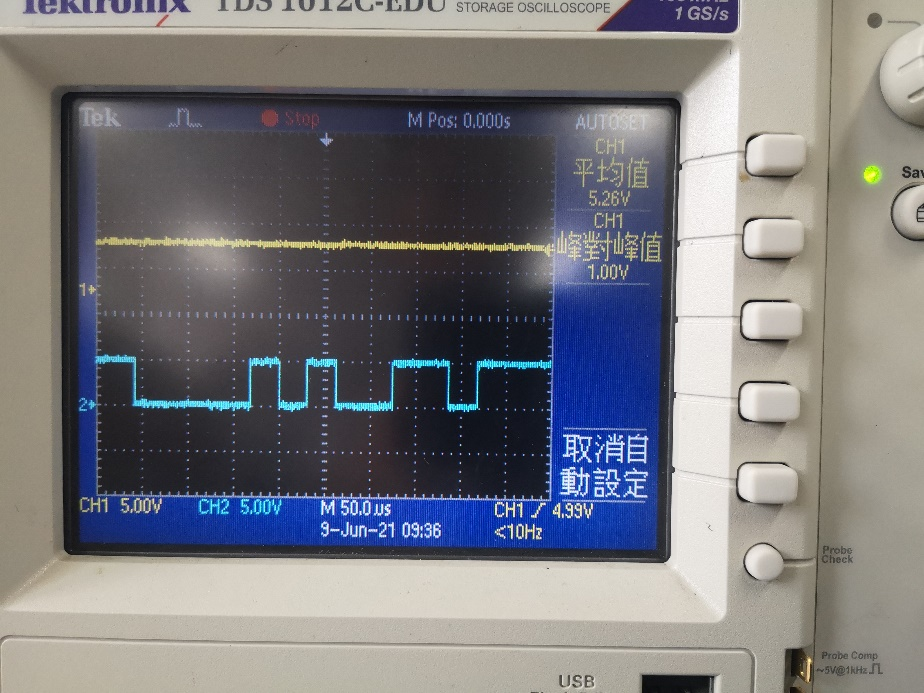 Tektronix TDS 1012C-EDU STORAGE OSCILLOSCOPE
1 GS/s
Tek Stop M Pos: 0.000s AUTOSET
CH1
平均值
5.26V
CH1
峰對峰值
1.00V
1
2
取消自
動設定
CH1 5.00V CH2 5.00V M 50.0us CH1 4.99V
9-Jun-21 09:36 <10Hz
Probe
Check
Probe Comp
~5V@1kHz
USB